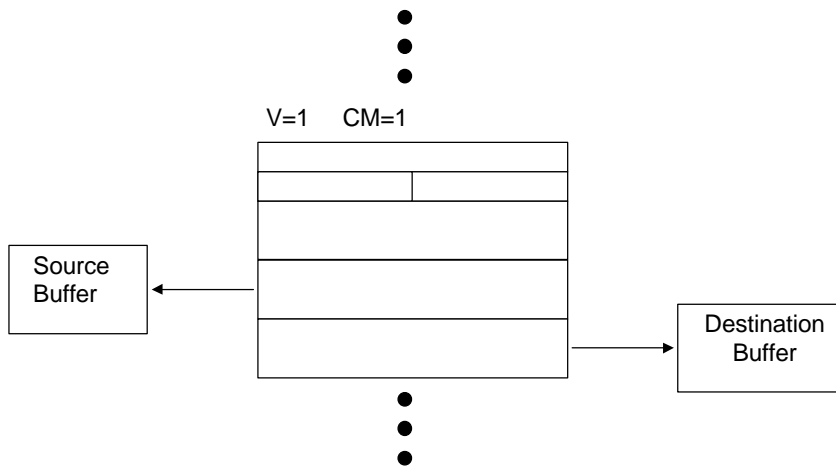 V=1 CM=1
Source
Buffer
Destination
Buffer